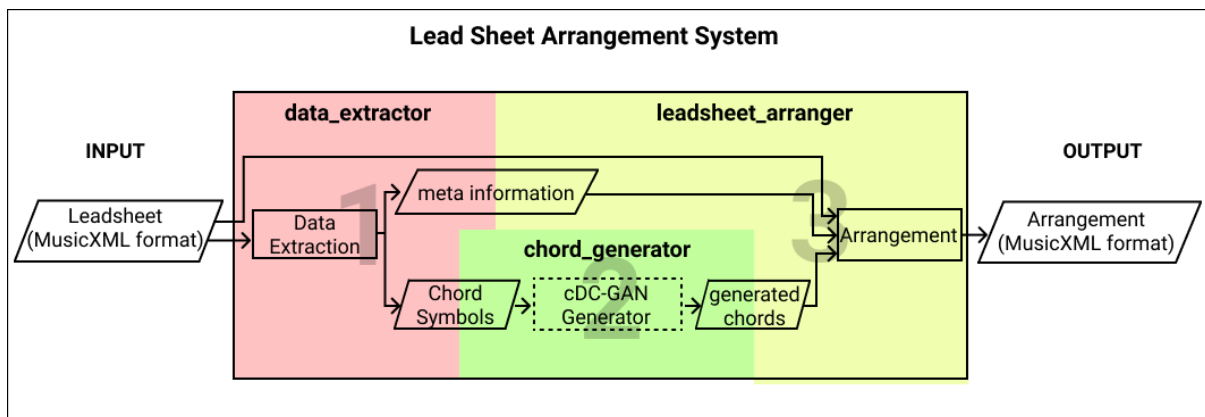 Lead Sheet Arrangement System
data_extractor
leadsheet_arranger
INPUT
OUTPUT
1
meta information
3
Leadsheet
(MusicXML format)
Data
Extraction
Arrangement
Arrangement
(MusicXML format)
chord_generator
2
Chord
Symbols
cDC-GAN
Generator
generated
chords